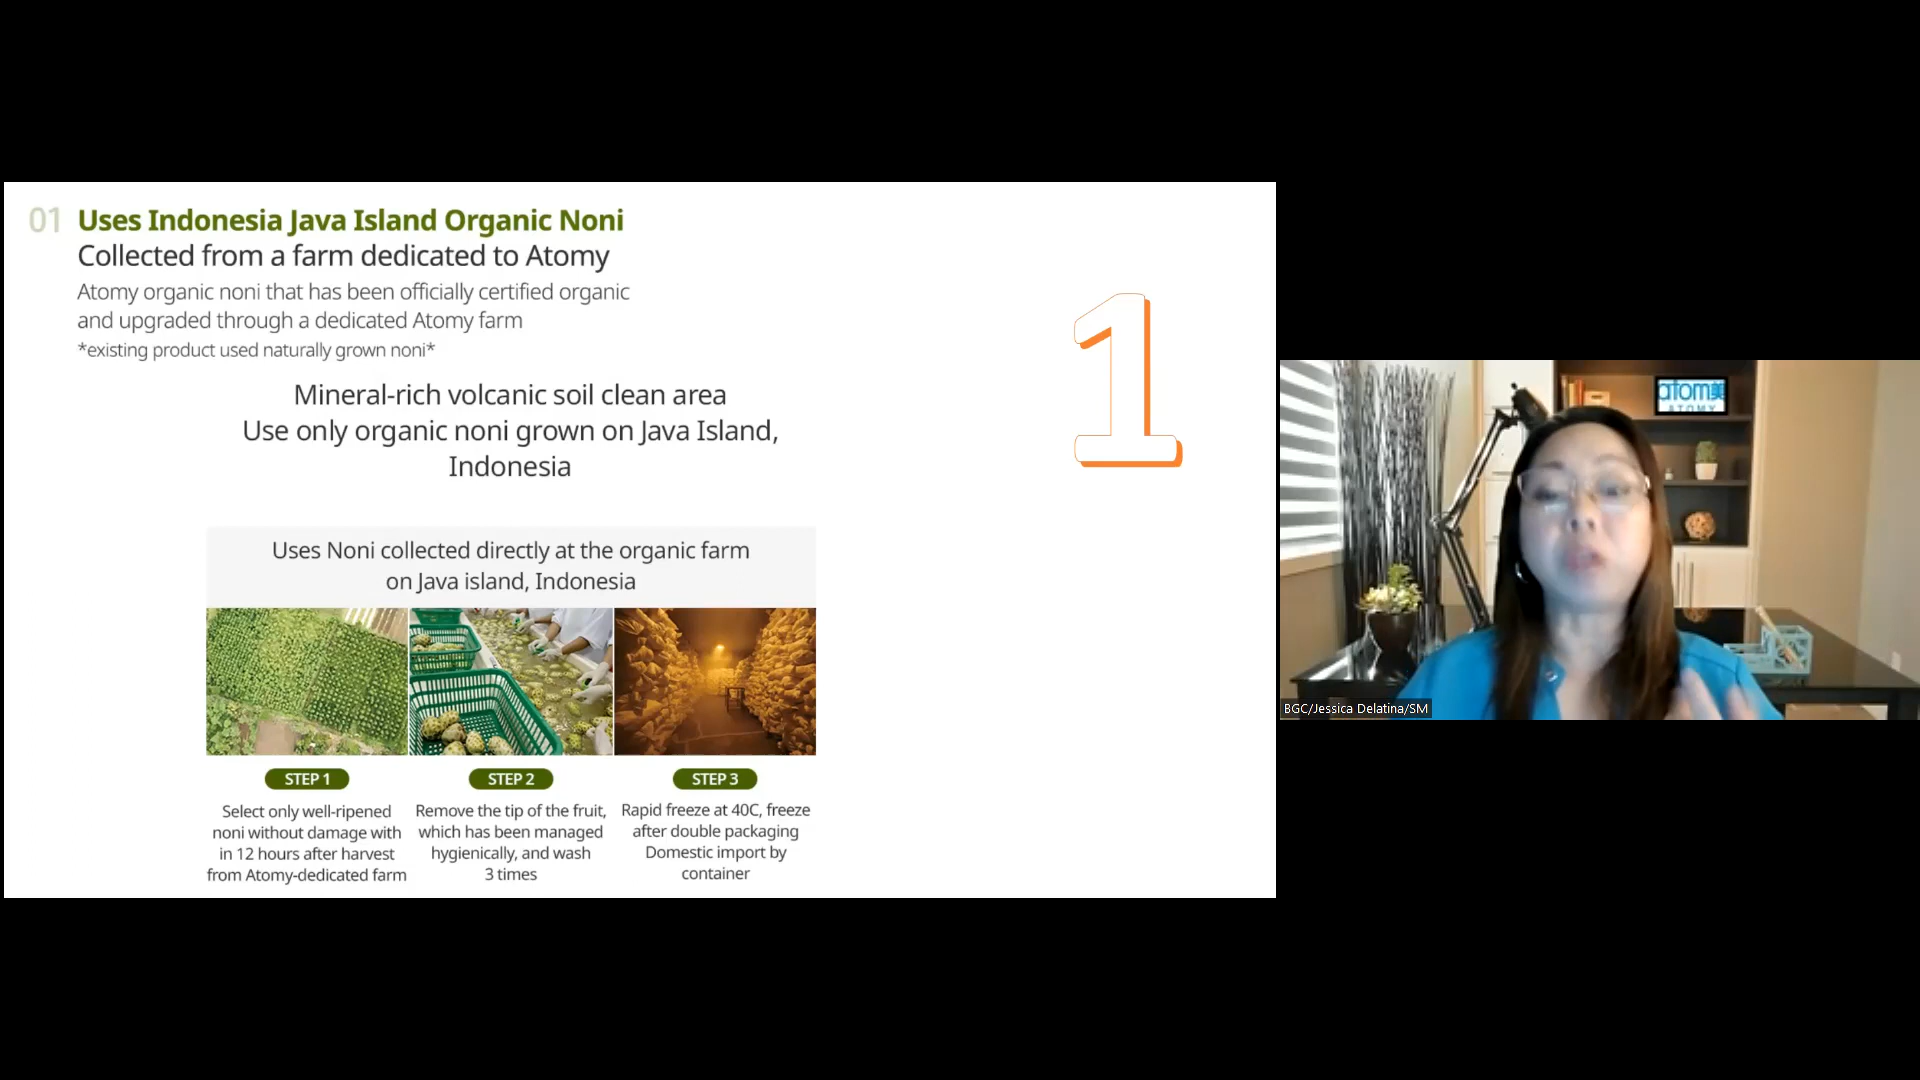 01 Uses Indonesia Java Island Organic Noni
Collected from a farm dedicated to Atomy
Atomy organic noni that has been officially certified organic
and upgraded through a dedicated Atomy farm
*existing product used naturally grown noni*
Mineral-rich volcanic soil clean area
Use only organic noni grown on Java Island,
Indonesia
1
Uses Noni collected directly at the organic farm
on Java island, Indonesia
STEP 1
Select only well-ripened
noni without damage with
in 12 hours after harvest
from Atomy-dedicated farm
STEP 2
Remove the tip of the fruit,
which has been managed
hygienically, and wash
3 times
STEP 3
Rapid freeze at 40C, freeze
after double packaging
Domestic import by
container
atom美
ATOMY
BGC/Jessica Delatina/SM